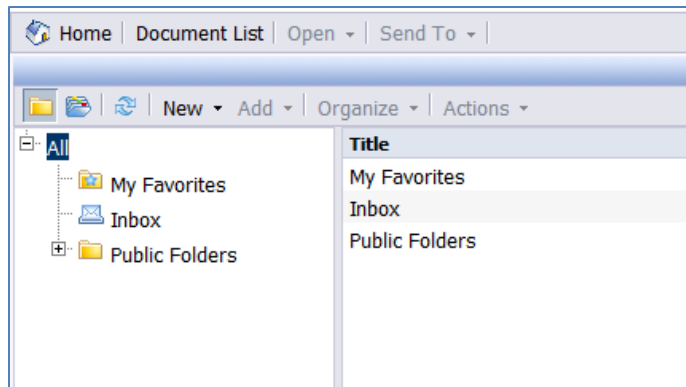 Home Document List Open Send To
New Add Organize Actions
All
My Favorites
Inbox
Public Folders
Title
My Favorites
Inbox
Public Folders